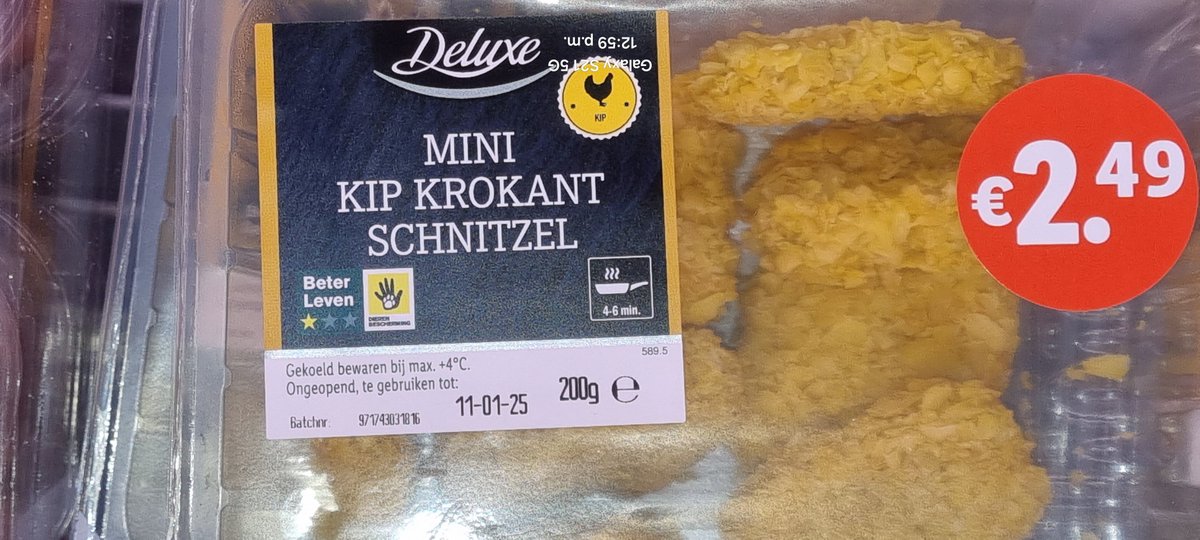 Deluxe
12:59 p.m.
Galaxy S21 5G
KIP
MINI
KIP KROKANT
SCHNITZEL
Beter
Leven
DIEREN
BESCHERMING
4-6 min.
589.5
Gekoeld bewaren bij max. +4°C.
Ongeopend, te gebruiken tot:
11-01-25
200g ℮
Batchnr: 971743031816
€2.49